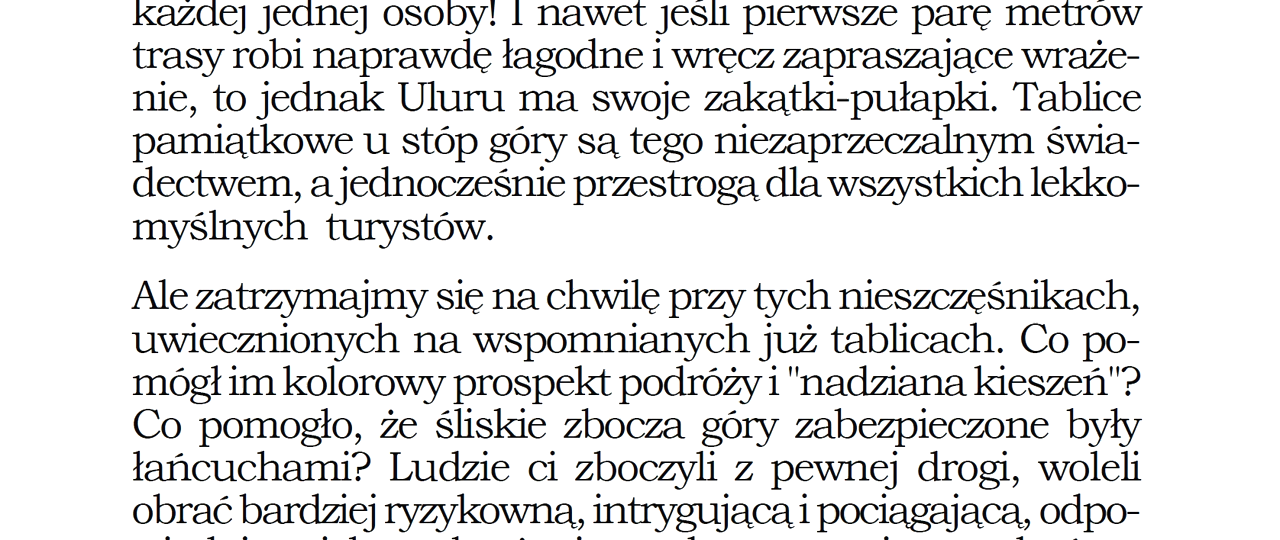 każdej jednej osoby! I nawet jeśli pierwsze parę metrów
trasy robi naprawdę łagodne i wręcz zapraszające wraże-
nie, to jednak Uluru ma swoje zakątki-pułapki. Tablice
pamiątkowe u stóp góry są tego niezaprzeczalnym świa-
dectwem, a jednocześnie przestrogą dla wszystkich lekko-
myślnych turystów.
Ale zatrzymajmy się na chwilę przy tych nieszczęśnikach,
uwiecznionych na wspomnianych już tablicach. Co po-
mógł im kolorowy prospekt podróży i "nadziana kieszeń"?
Co pomogło, że śliskie zbocza góry zabezpieczone były
łańcuchami? Ludzie ci zboczyli z pewnej drogi, woleli
obrać bardziej ryzykowną, intrygującą i pociągającą, odpo-